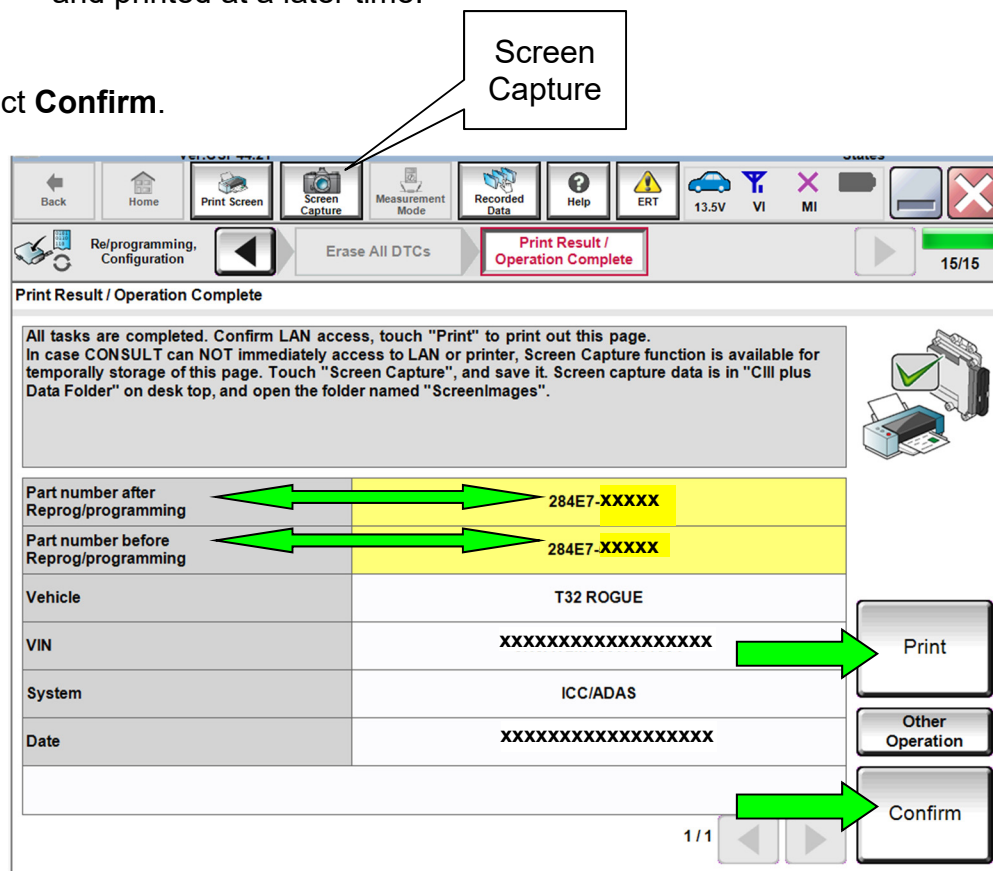 and printed at a later time.
Screen
Capture
ct Confirm.
Back
Home
Print Screen
Screen
Capture
Measurement
Mode
Recorded
Data
Help
ERT
13.5V
VI
MI
Re/programming,
Configuration
Erase All DTCs
Print Result /
Operation Complete
15/15
Print Result / Operation Complete
All tasks are completed. Confirm LAN access, touch "Print" to print out this page.
In case CONSULT can NOT immediately access to LAN or printer, Screen Capture function is available for
temporally storage of this page. Touch "Screen Capture", and save it. Screen capture data is in "CIII plus
Data Folder" on desk top, and open the folder named "ScreenImages".
Part number after
Reprog/programming
284E7-XXXXX
Part number before
Reprog/programming
284E7-XXXXX
Vehicle
T32 ROGUE
VIN
XXXXXXXXXXXXXXXXXX
Print
System
ICC/ADAS
Other
Operation
Date
XXXXXXXXXXXXXXXXXX
Confirm
1/1